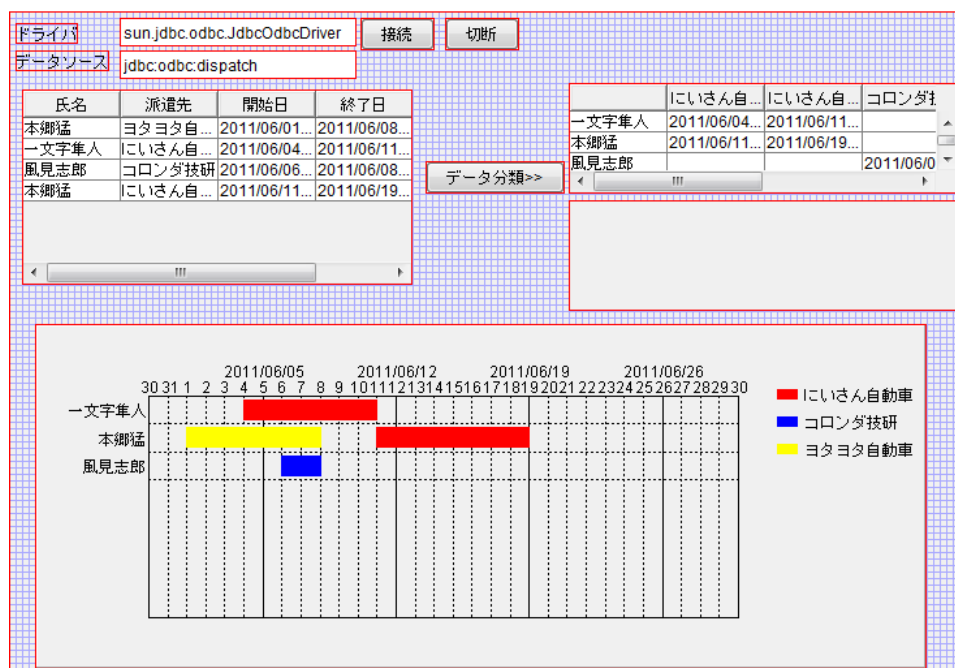 ドライバ sun.jdbc.odbc.JdbcOdbcDriver 接続 切断
データソース jdbc:odbc:dispatch
氏名 派遣先 開始日 終了日
本郷猛 ヨタヨタ自... 2011/06/01... 2011/06/08...
一文字隼人 にいさん自... 2011/06/04... 2011/06/11...
風見志郎 コロンダ技研 2011/06/06... 2011/06/08...
本郷猛 にいさん自... 2011/06/11... 2011/06/19...
データ分類>>
にいさん自... にいさん自... コロンダ
一文字隼人 2011/06/04... 2011/06/11...
本郷猛 2011/06/11... 2011/06/19...
風見志郎 2011/06/0
2011/06/05 2011/06/12 2011/06/19 2011/06/26
30 31 1 2 3 4 5 6 7 8 9 10 11 12 13 14 15 16 17 18 19 20 21 22 23 24 25 26 27 28 29 30
一文字隼人
本郷猛
風見志郎
にいさん自動車
コロンダ技研
ヨタヨタ自動車